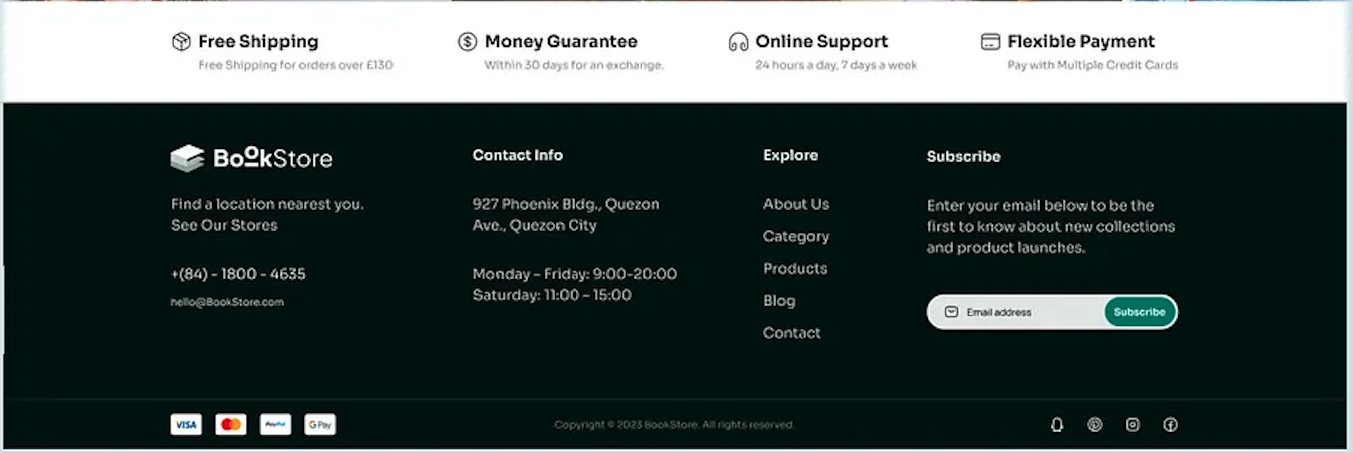 Free Shipping
Free Shipping for orders over £130
Money Guarantee
Within 30 days for an exchange.
Online Support
24 hours a day, 7 days a week
Flexible Payment
Pay with Multiple Credit Cards
BookStore
Find a location nearest you.
See Our Stores
+(84) - 1800 - 4635
hello@BookStore.com
Contact Info
927 Phoenix Bldg., Quezon
Ave., Quezon City
Monday – Friday: 9:00-20:00
Saturday: 11:00 – 15:00
Explore
About Us
Category
Products
Blog
Contact
Subscribe
Enter your email below to be the
first to know about new collections
and product launches.
Email address
Subscribe
VISA
PayPal
G Pay
Copyright © 2023 BookStore. All rights reserved.